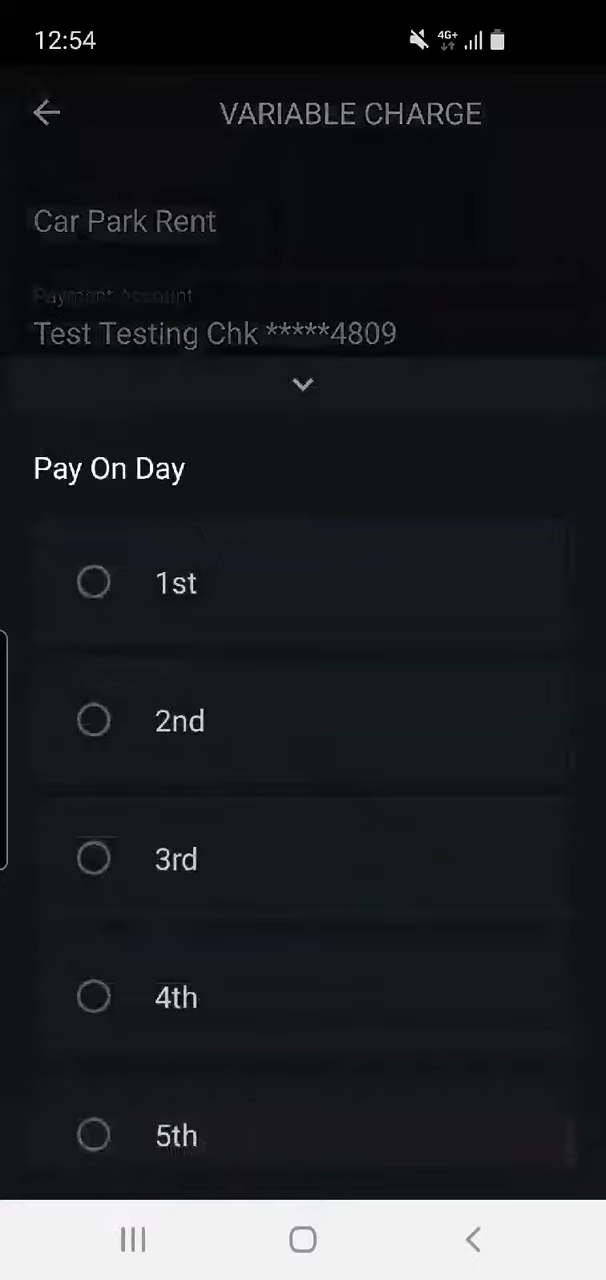 12:54
4G+
VARIABLE CHARGE
Car Park Rent
Payment Account
Test Testing Chk *****4809
Pay On Day
1st
2nd
3rd
4th
5th